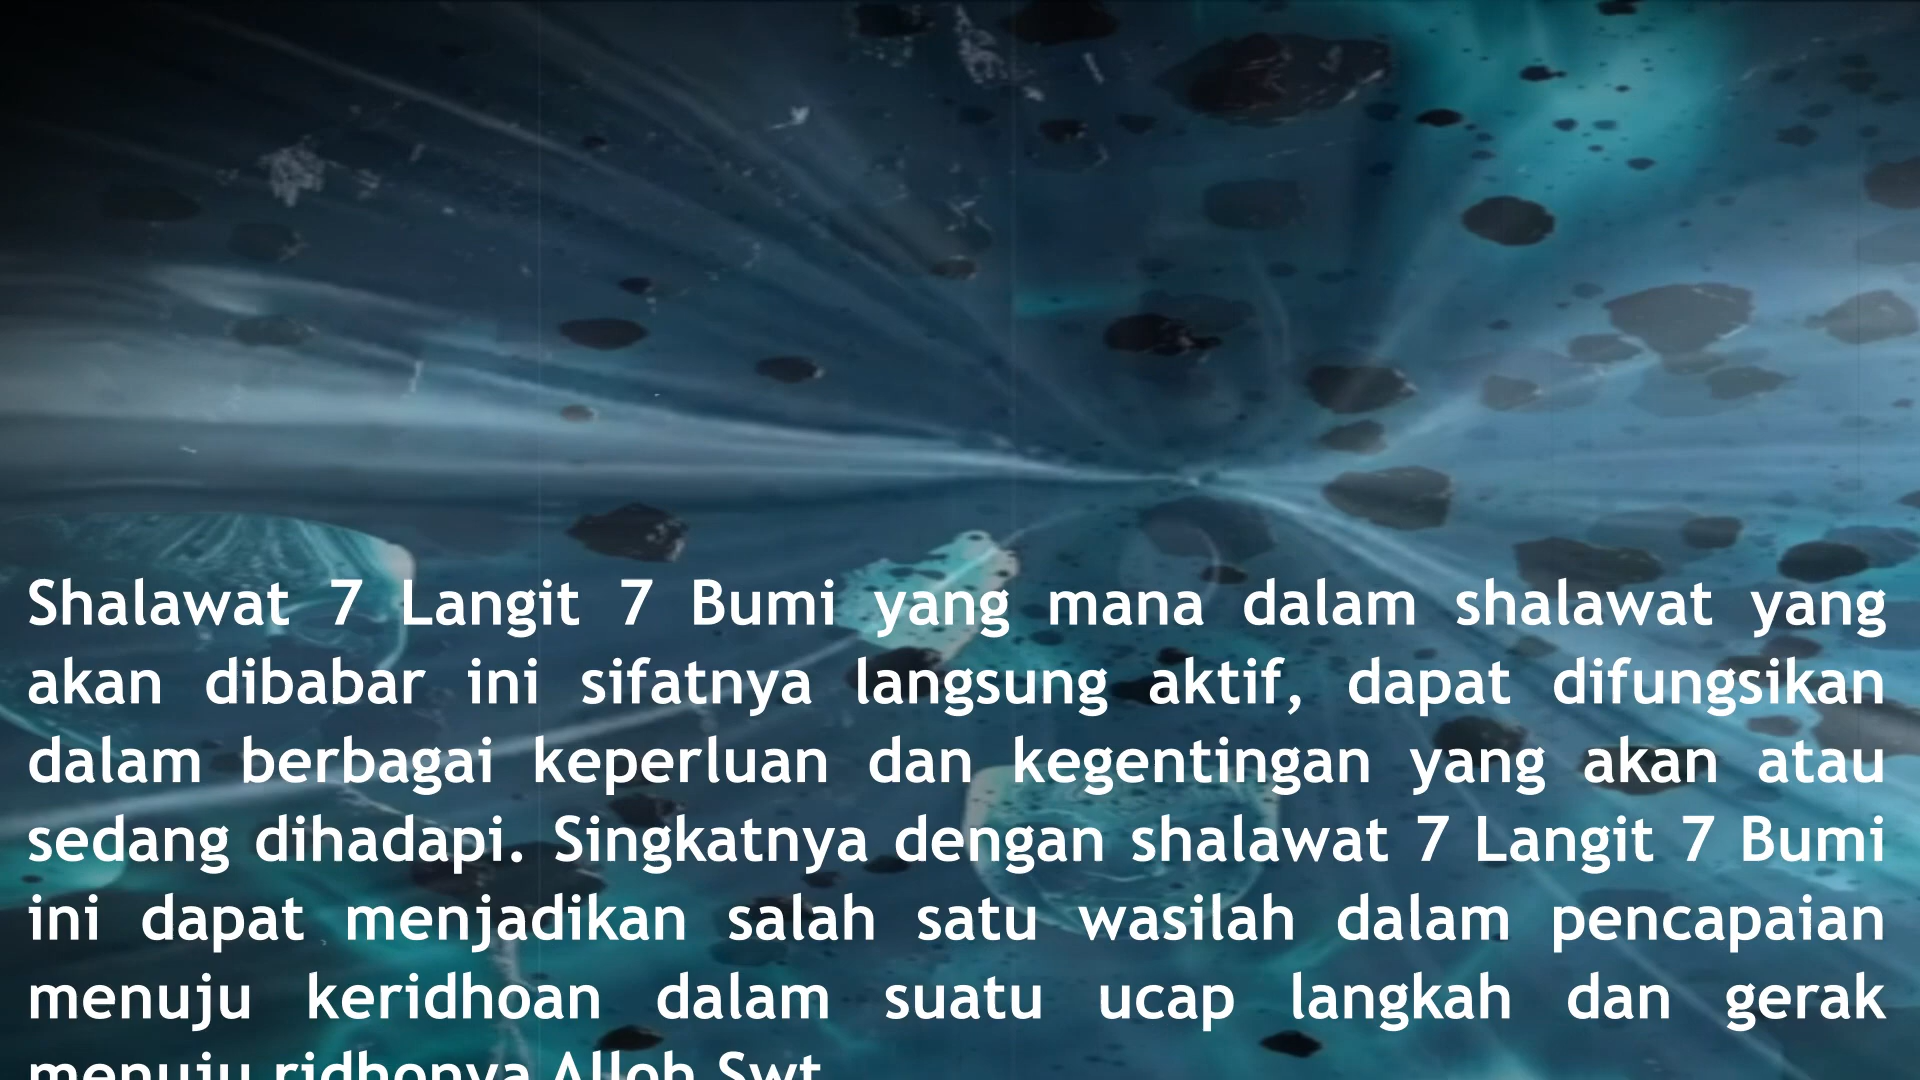 Shalawat 7 Langit 7 Bumi yang mana dalam shalawat yang
akan dibabar ini sifatnya langsung aktif, dapat difungsikan
dalam berbagai keperluan dan kegentingan yang akan atau
sedang dihadapi. Singkatnya dengan shalawat 7 Langit 7 Bumi
ini dapat menjadikan salah satu wasilah dalam pencapaian
menuju keridhoan dalam suatu ucap langkah dan gerak
menuju ridhonya Alloh Swt